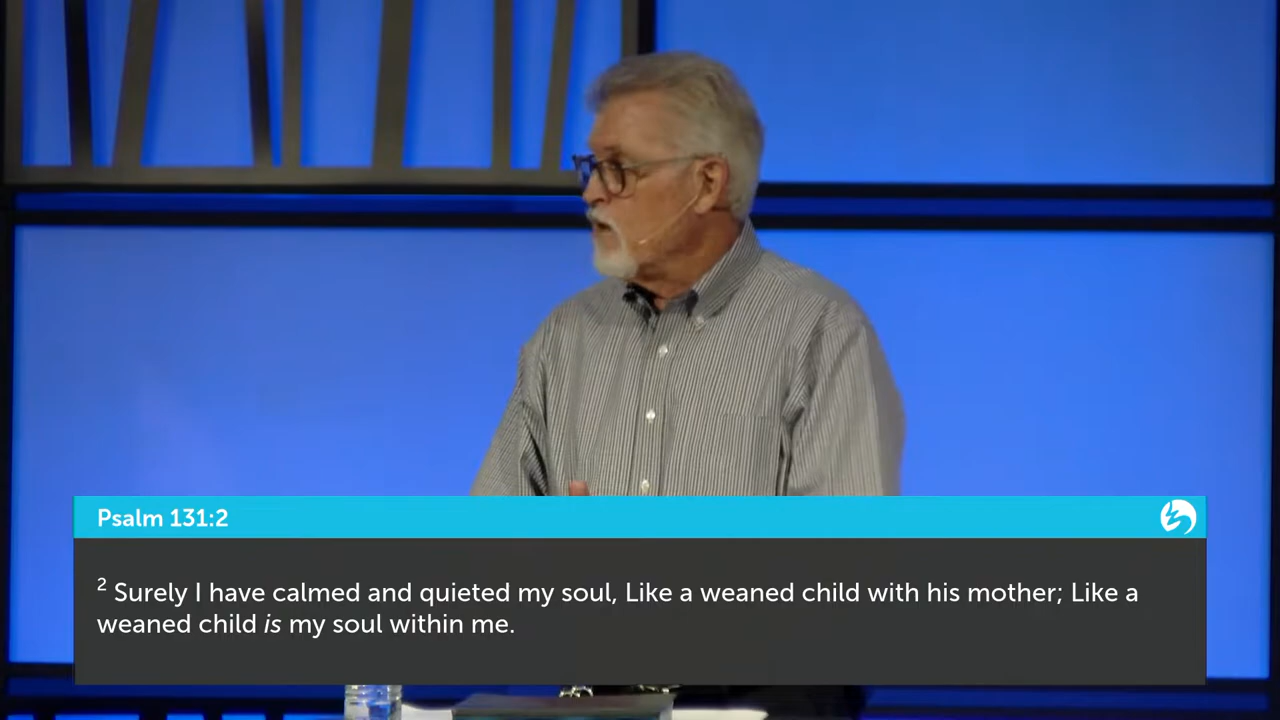 Psalm 131:2
2 Surely I have calmed and quieted my soul, Like a weaned child with his mother; Like a
weaned child is my soul within me.